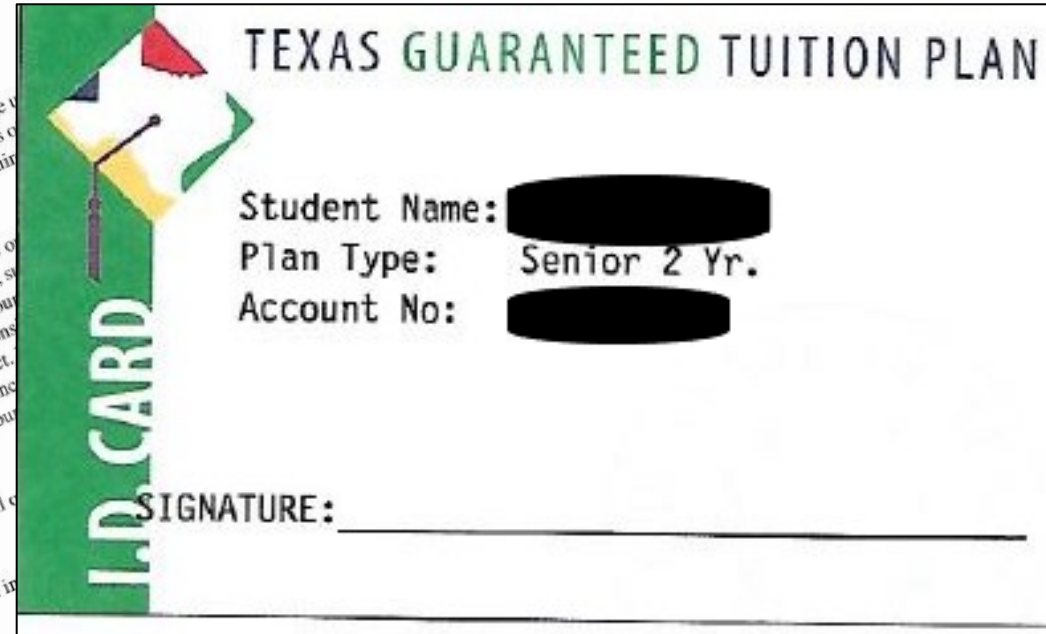 TEXAS GUARANTEED TUITION PLAN
Student Name:
Plan Type: Senior 2 Yr.
Account No:
I.D. CARD
SIGNATURE: